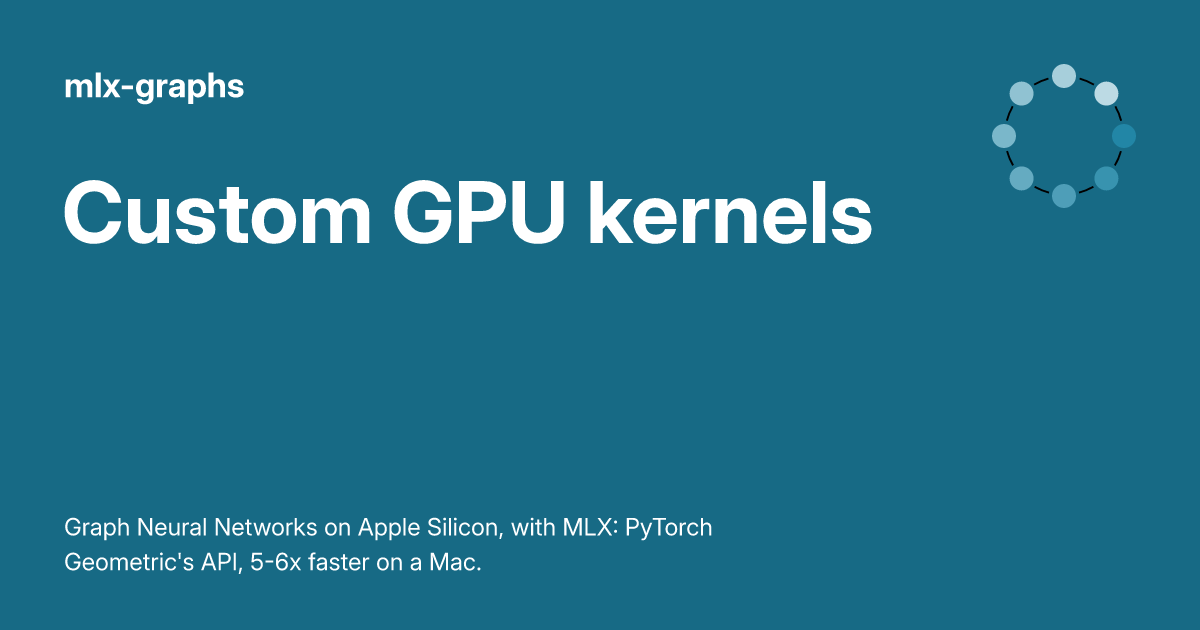 mlx-graphs
Custom GPU kernels
Graph Neural Networks on Apple Silicon, with MLX: PyTorch
Geometric's API, 5-6x faster on a Mac.